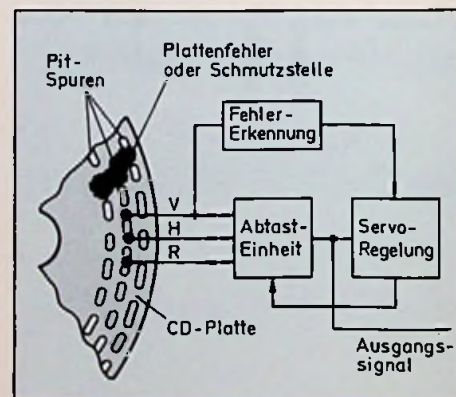 Pit-
Spuren
Plattenfehler
oder Schmutzstelle
Fehler-
Erkennung
V
H
R
Abtast-
Einheit
Servo-
Regelung
CD-Platte
Ausgangs-
signal